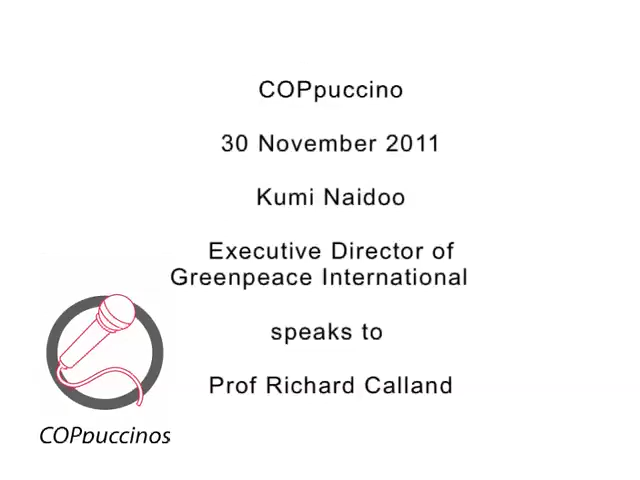 COPpuccino
30 November 2011
Kumi Naidoo
Executive Director of
Greenpeace International
speaks to
Prof Richard Calland
COPpuccinos